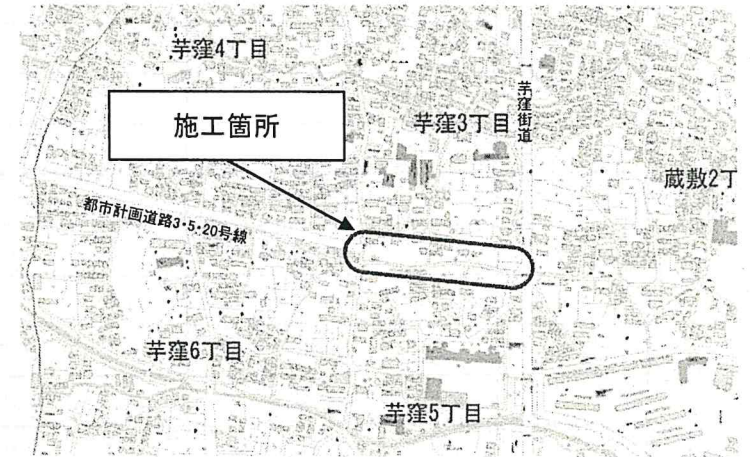 芋窪4丁目
施工箇所
芋窪3丁目
芋窪街道
蔵敷2丁
都市計画道路3・5・20号線
芋窪6丁目
芋窪5丁目